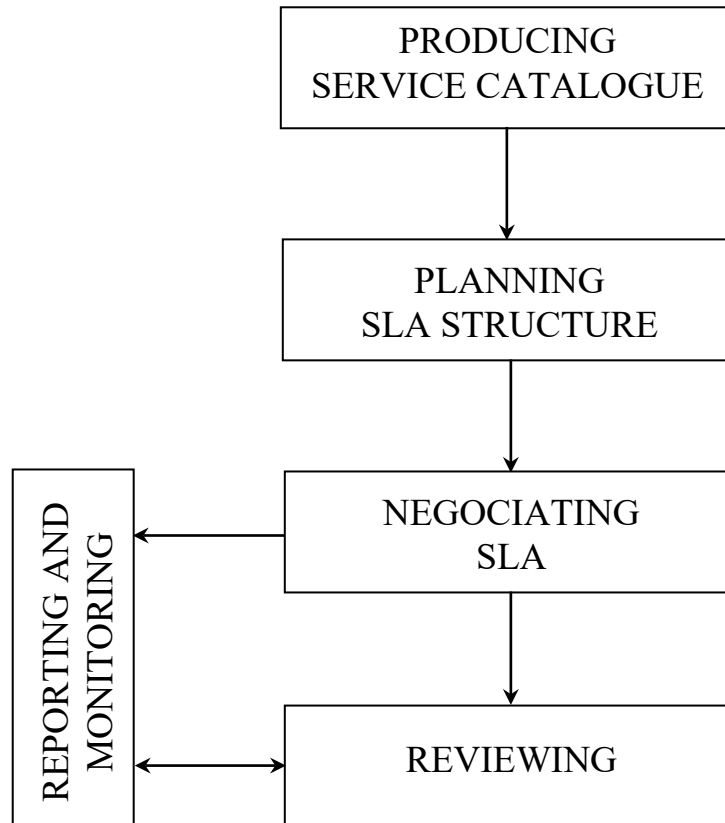 PRODUCING
SERVICE CATALOGUE
PLANNING
SLA STRUCTURE
NEGOCIATING
SLA
REPORTING AND
MONITORING
REVIEWING